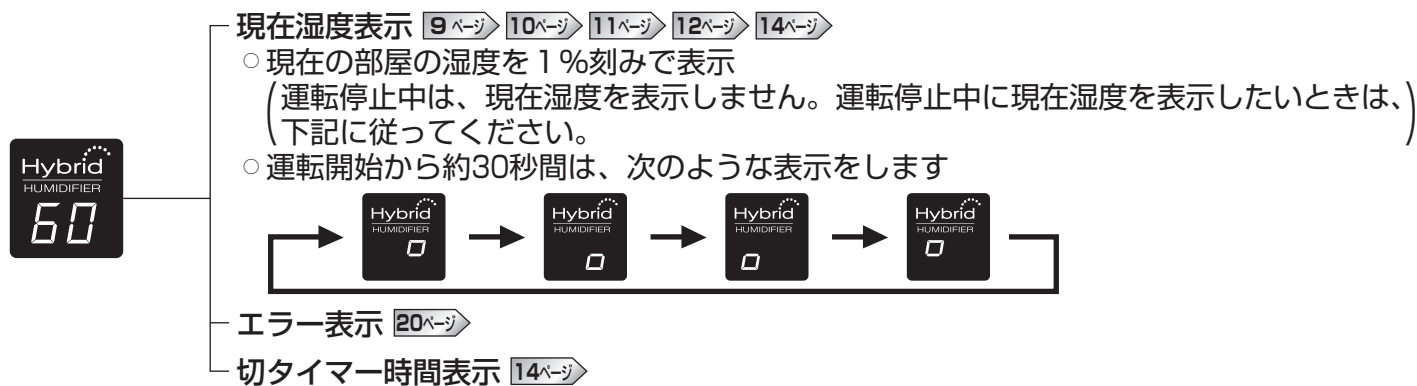 現在湿度表示 9ページ 10ページ 11ページ 12ページ 14ページ
○現在の部屋の湿度を1%刻みで表示
(運転停止中は、現在湿度を表示しません。運転停止中に現在湿度を表示したいときは、
下記に従ってください。)
Hybrid
HUMIDIFIER
60
○運転開始から約30秒間は、次のような表示をします
Hybrid
HUMIDIFIER
Hybrid
HUMIDIFIER
Hybrid
HUMIDIFIER
Hybrid
HUMIDIFIER
エラー表示 20ページ
切タイマー時間表示 14ページ